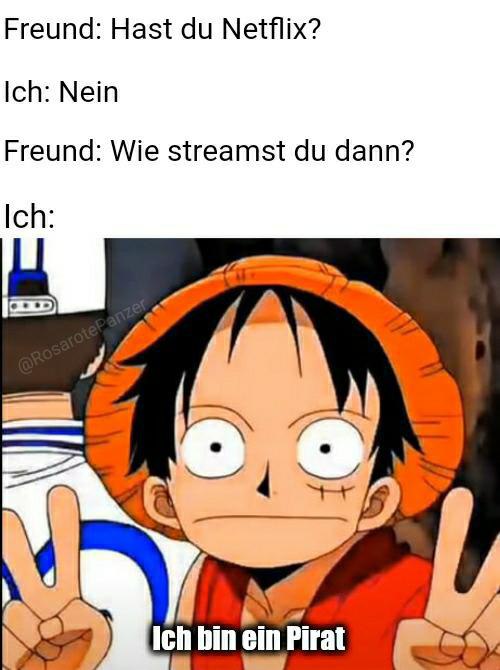 Freund: Hast du Netflix?
Ich: Nein
Freund: Wie streamst du dann?
Ich:
@RosarotePanzer
Ich bin ein Pirat